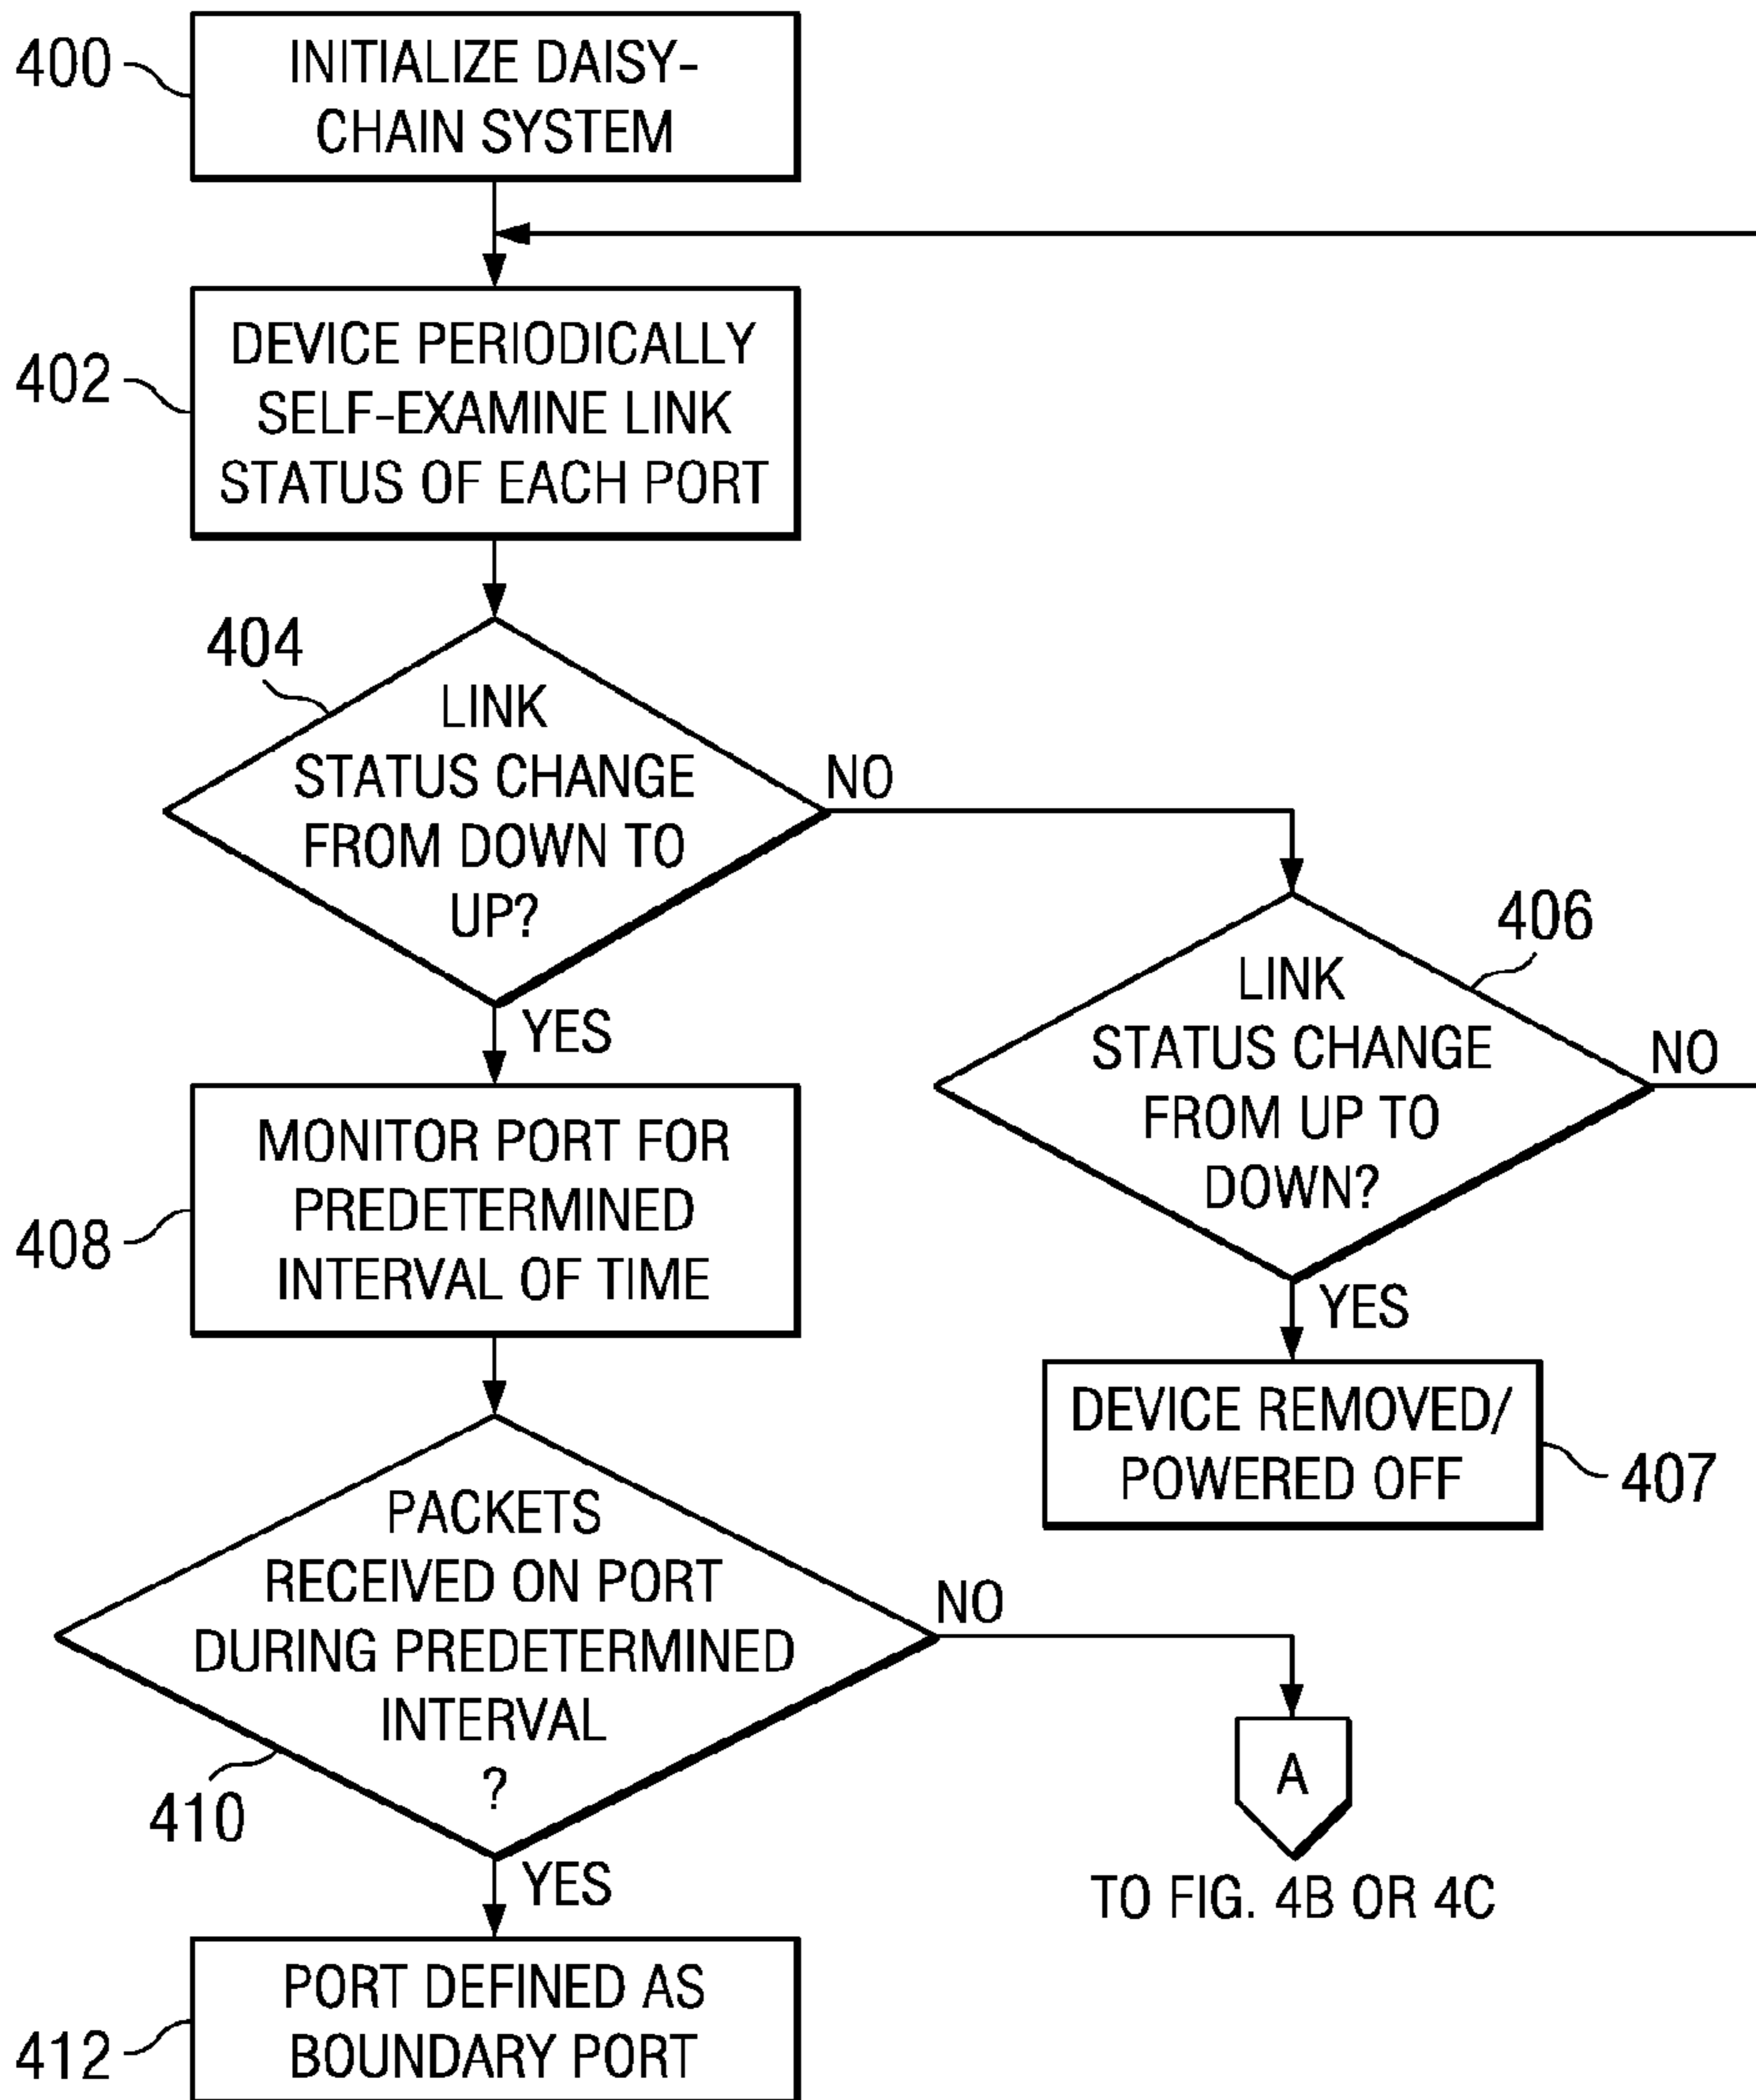 400
INITIALIZE DAISY-
CHAIN SYSTEM
402
DEVICE PERIODICALLY
SELF-EXAMINE LINK
STATUS OF EACH PORT
404
LINK
STATUS CHANGE
FROM DOWN TO
UP?
NO
YES
406
LINK
STATUS CHANGE
FROM UP TO
DOWN?
NO
YES
408
MONITOR PORT FOR
PREDETERMINED
INTERVAL OF TIME
DEVICE REMOVED/
POWERED OFF
407
PACKETS
RECEIVED ON PORT
DURING PREDETERMINED
INTERVAL
?
410
NO
YES
A
TO FIG. 4B OR 4C
412
PORT DEFINED AS
BOUNDARY PORT